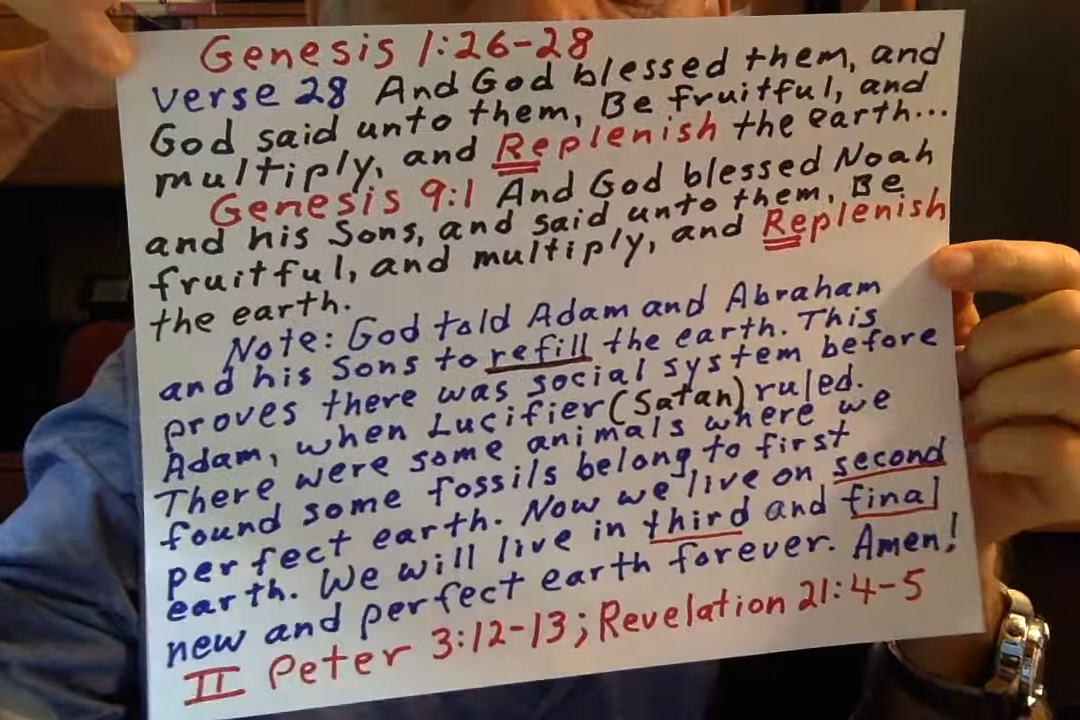 Genesis 1:26-28
verse 28 And God blessed them, and
God said unto them, Be fruitful, and
multiply, and Replenish the earth...
Genesis 9:1 And God blessed Noah
and his Sons, and said unto them, Be
fruitful, and multiply, and Replenish
the earth.
Note: God told Adam and Abraham
and his Sons to refill the earth. This
proves there was social system before
Adam, when Lucifier (Satan) ruled.
There were some animals where we
found some fossils belong to first
perfect earth. Now we live on second
earth. We will live in third and final
new and perfect earth forever. Amen!
II Peter 3:12-13; Revelation 21:4-5